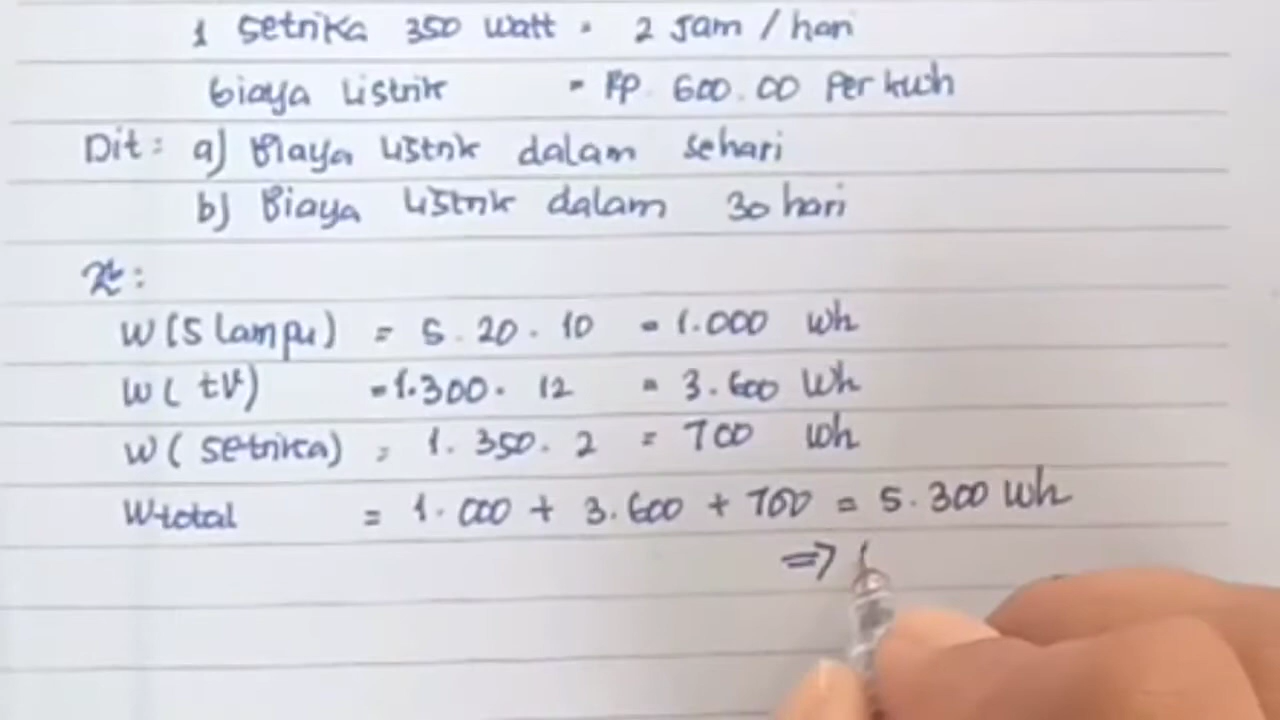 1 Setrika 350 watt = 2 Jam / hari
biaya Listrik = Rp. 600.00 Per kwh
Dit : a) Biaya Listrik dalam sehari
b) Biaya Listrik dalam 30 hari
W (5 lampu) = 5 . 20 . 10 = 1.000 Wh
W ( tV) = 1.300 . 12 = 3.600 Wh
W ( Setrika) = 1 . 350 . 2 = 700 Wh
W total = 1.000 + 3.600 + 700 = 5.300 Wh
⇒